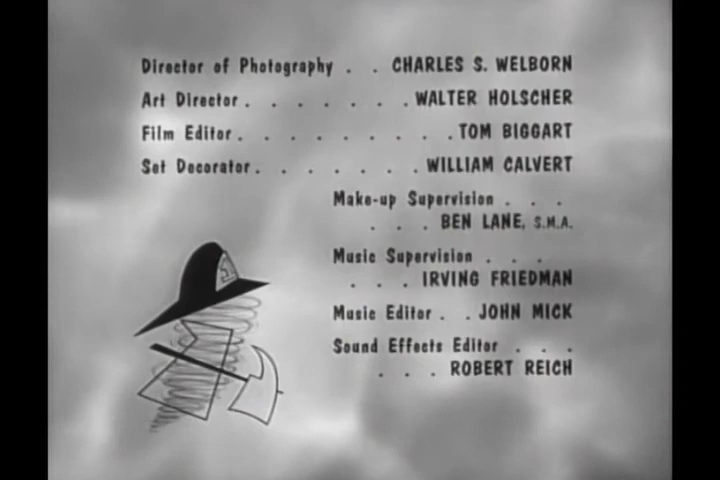 Director of Photography . . CHARLES S. WELBORN
Art Director . . . . . . . WALTER HOLSCHER
Film Editor . . . . . . . . . TOM BIGGART
Set Decorator . . . . . . . WILLIAM CALVERT
Make-up Supervision . . .
. . . BEN LANE, S.M.A.
Music Supervision . . .
. . . IRVING FRIEDMAN
Music Editor . . JOHN MICK
Sound Effects Editor . . .
. . . ROBERT REICH